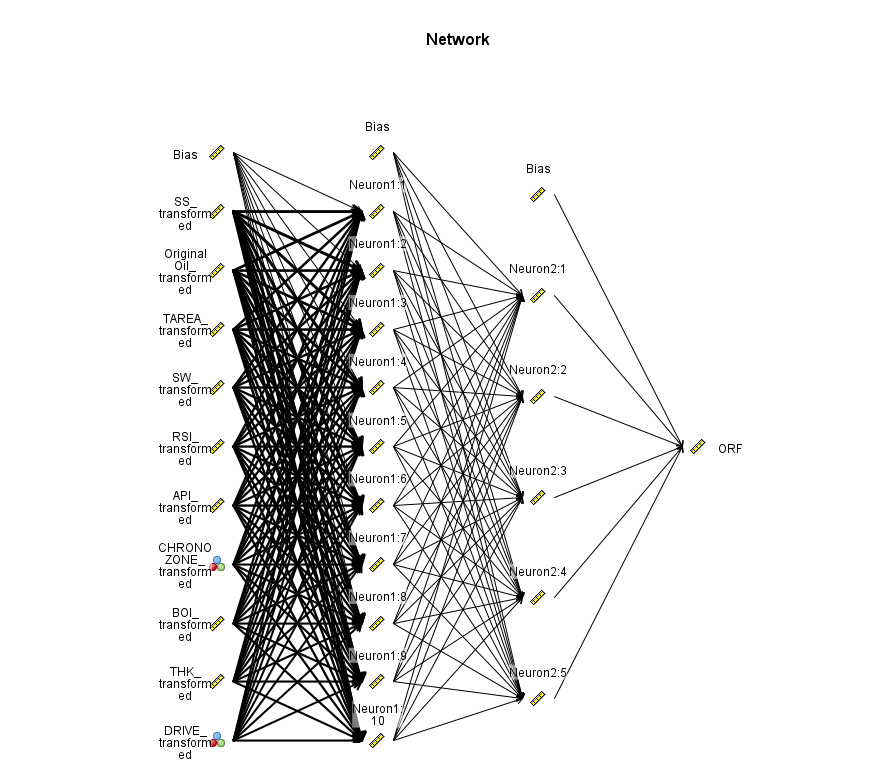 Network
Bias
SS_
transform
ed
Original
Oil_
transform
ed
TAREA_
transform
ed
SW_
transform
ed
RSI_
transform
ed
API_
transform
ed
CHRONO
ZONE_
transform
ed
BOI_
transform
ed
THK_
transform
ed
DRIVE_
transform
ed
Bias
Neuron1:1
Neuron1:2
Neuron1:3
Neuron1:4
Neuron1:5
Neuron1:6
Neuron1:7
Neuron1:8
Neuron1:9
Neuron1:
10
Bias
Neuron2:1
Neuron2:2
Neuron2:3
Neuron2:4
Neuron2:5
ORF